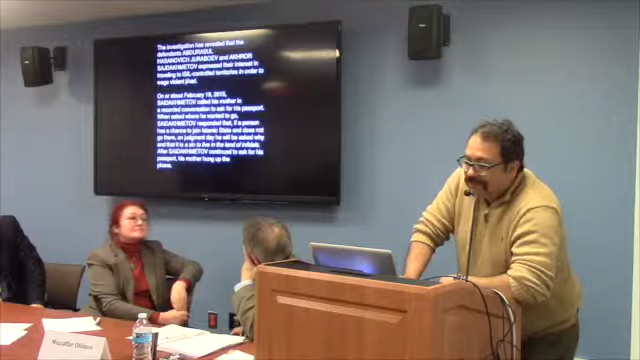 The investigation has revealed that the
defendants ABDURASUL
HASANOVICH JURABOEV and AKHROR
SAIDAKHMETOV expressed their interest in
traveling to ISIL-controlled territories in order to
wage violent jihad.
On or about February 19, 2015,
SAIDAKHMETOV called his mother in
a recorded conversation to ask for his passport.
When asked where he wanted to go,
SAIDAKHMETOV responded that, if a person
has a chance to join Islamic State and does not
go there, on judgment day he will be asked why
and that it is a sin to live in the land of infidels.
After SAIDAKHMETOV continued to ask for his
passport, his mother hung up the
phone.
Muzaffar Olimov